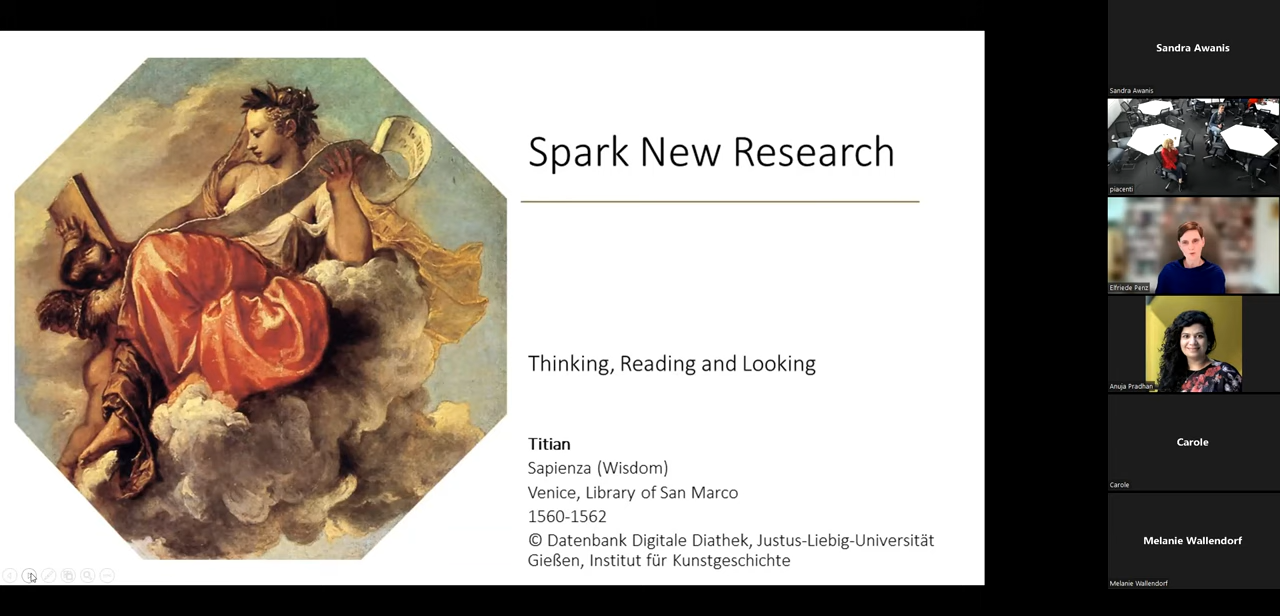 Spark New Research
Thinking, Reading and Looking
Titian
Sapienza (Wisdom)
Venice, Library of San Marco
1560-1562
© Datenbank Digitale Diathek, Justus-Liebig-Universität
Gießen, Institut für Kunstgeschichte
Sandra Awanis
Sandra Awanis
piacenti
Elfriede Penz
Anuja Pradhan
Carole
Carole
Melanie Wallendorf
Melanie Wallendorf